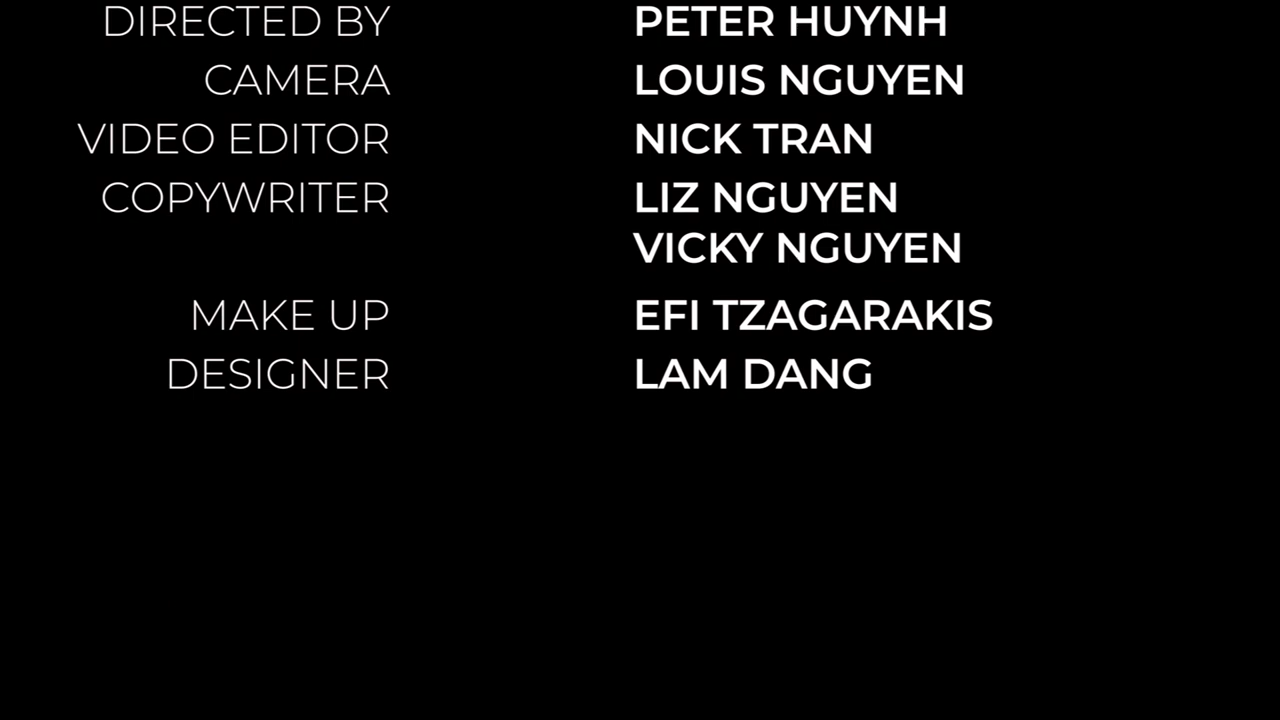 DIRECTED BY PETER HUYNH
CAMERA LOUIS NGUYEN
VIDEO EDITOR NICK TRAN
COPYWRITER LIZ NGUYEN
VICKY NGUYEN
MAKE UP EFI TZAGARAKIS
DESIGNER LAM DANG